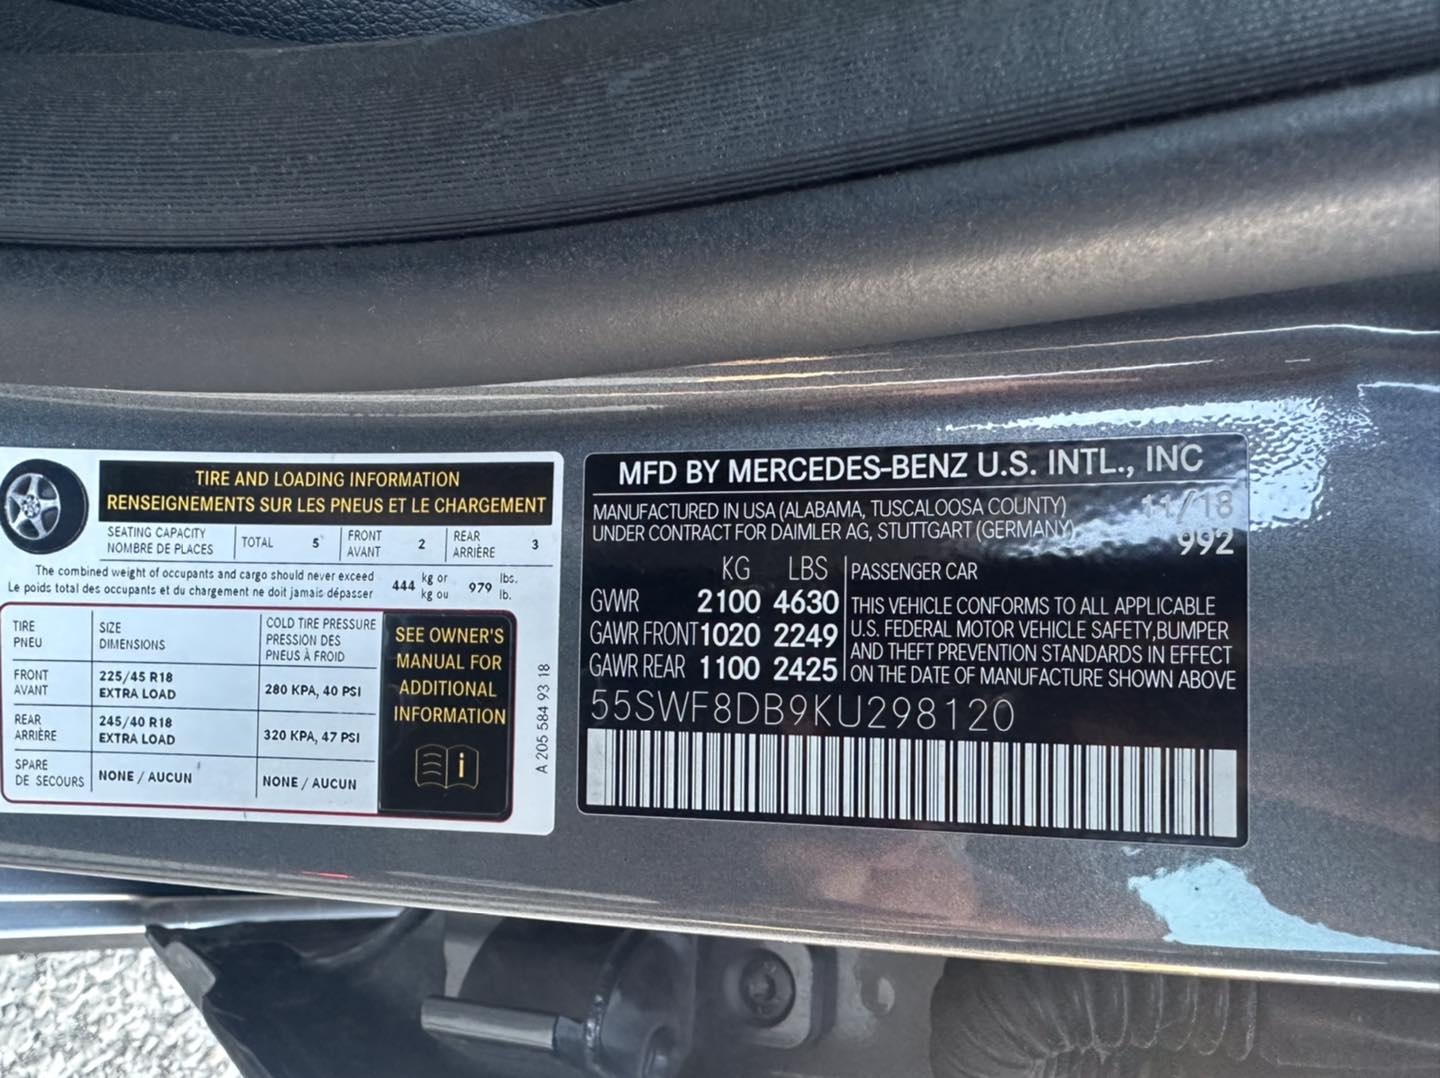 TIRE AND LOADING INFORMATION
RENSEIGNEMENTS SUR LES PNEUS ET LE CHARGEMENT
SEATING CAPACITY
NOMBRE DE PLACES
TOTAL 5
FRONT
AVANT
2
REAR
ARRIÈRE
3
The combined weight of occupants and cargo should never exceed
Le poids total des occupants et du chargement ne doit jamais dépasser
444 kg or
kg ou
979 lbs.
lb.
TIRE
PNEU
SIZE
DIMENSIONS
COLD TIRE PRESSURE
PRESSION DES
PNEUS À FROID
FRONT
AVANT
225/45 R18
EXTRA LOAD
280 KPA, 40 PSI
REAR
ARRIÈRE
245/40 R18
EXTRA LOAD
320 KPA, 47 PSI
SPARE
DE SECOURS
NONE / AUCUN
NONE / AUCUN
SEE OWNER'S
MANUAL FOR
ADDITIONAL
INFORMATION
i
A 205 584 93 18
MFD BY MERCEDES-BENZ U.S. INTL., INC
MANUFACTURED IN USA (ALABAMA, TUSCALOOSA COUNTY) 11/18
UNDER CONTRACT FOR DAIMLER AG, STUTTGART (GERMANY) 992
KG LBS
GVWR 2100 4630
GAWR FRONT 1020 2249
GAWR REAR 1100 2425
PASSENGER CAR
THIS VEHICLE CONFORMS TO ALL APPLICABLE
U.S. FEDERAL MOTOR VEHICLE SAFETY,BUMPER
AND THEFT PREVENTION STANDARDS IN EFFECT
ON THE DATE OF MANUFACTURE SHOWN ABOVE
55SWF8DB9KU298120